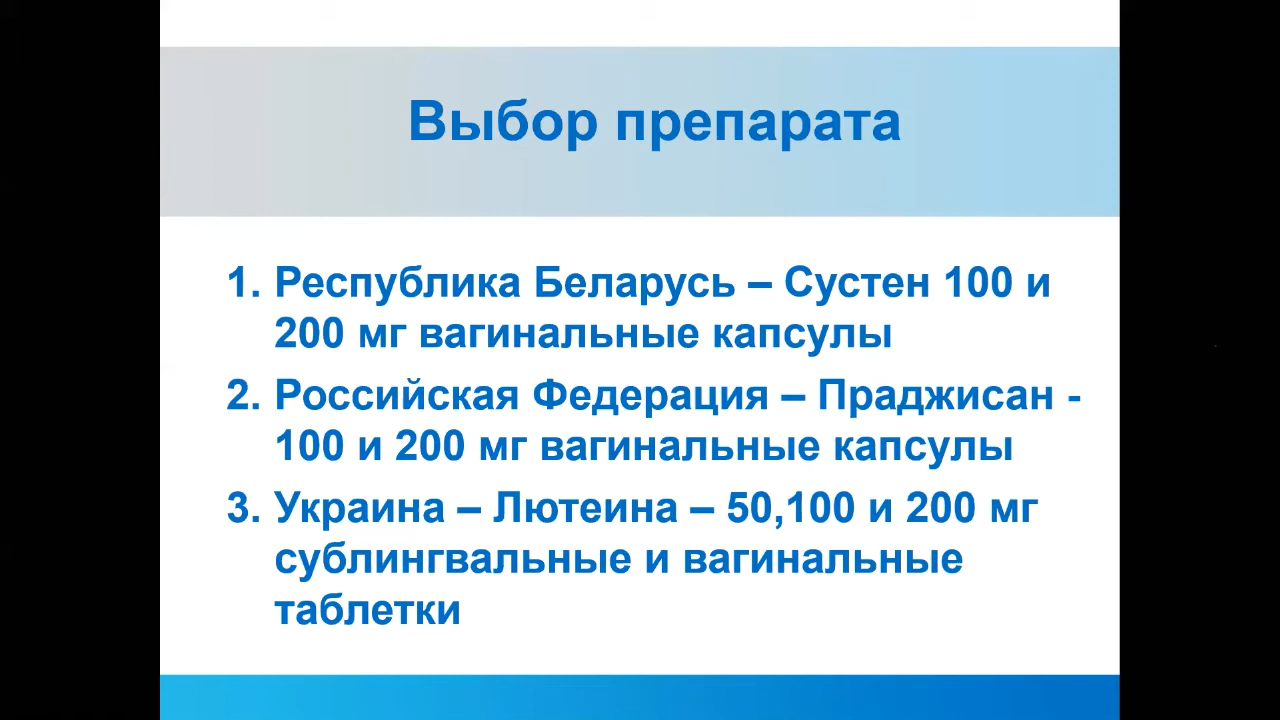 Выбор препарата
1. Республика Беларусь – Сустен 100 и
200 мг вагинальные капсулы
2. Российская Федерация – Праджисан -
100 и 200 мг вагинальные капсулы
3. Украина – Лютеина – 50,100 и 200 мг
сублингвальные и вагинальные
таблетки